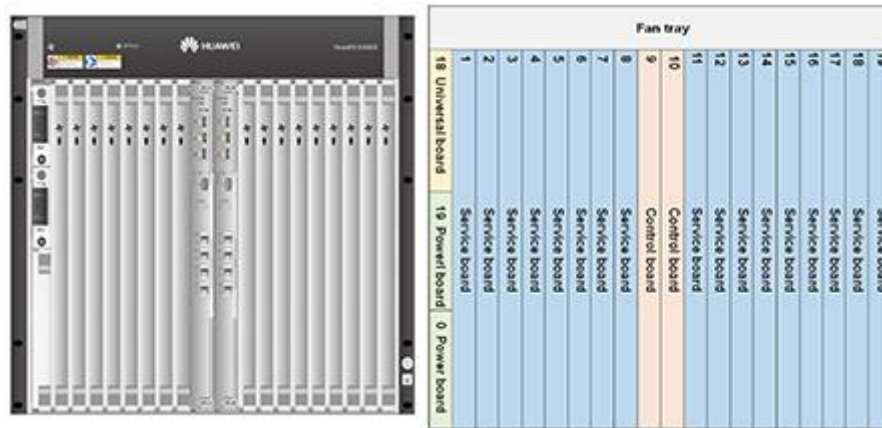 HUAWEI
Fan tray
18 Universal board
19 Powerl board
0 Power board
1 Service board
2 Service board
3 Service board
4 Service board
5 Service board
6 Service board
7 Service board
8 Service board
9 Control board
10 Control board
11 Service board
12 Service board
13 Service board
14 Service board
15 Service board
16 Service board
17 Service board
18 Service board